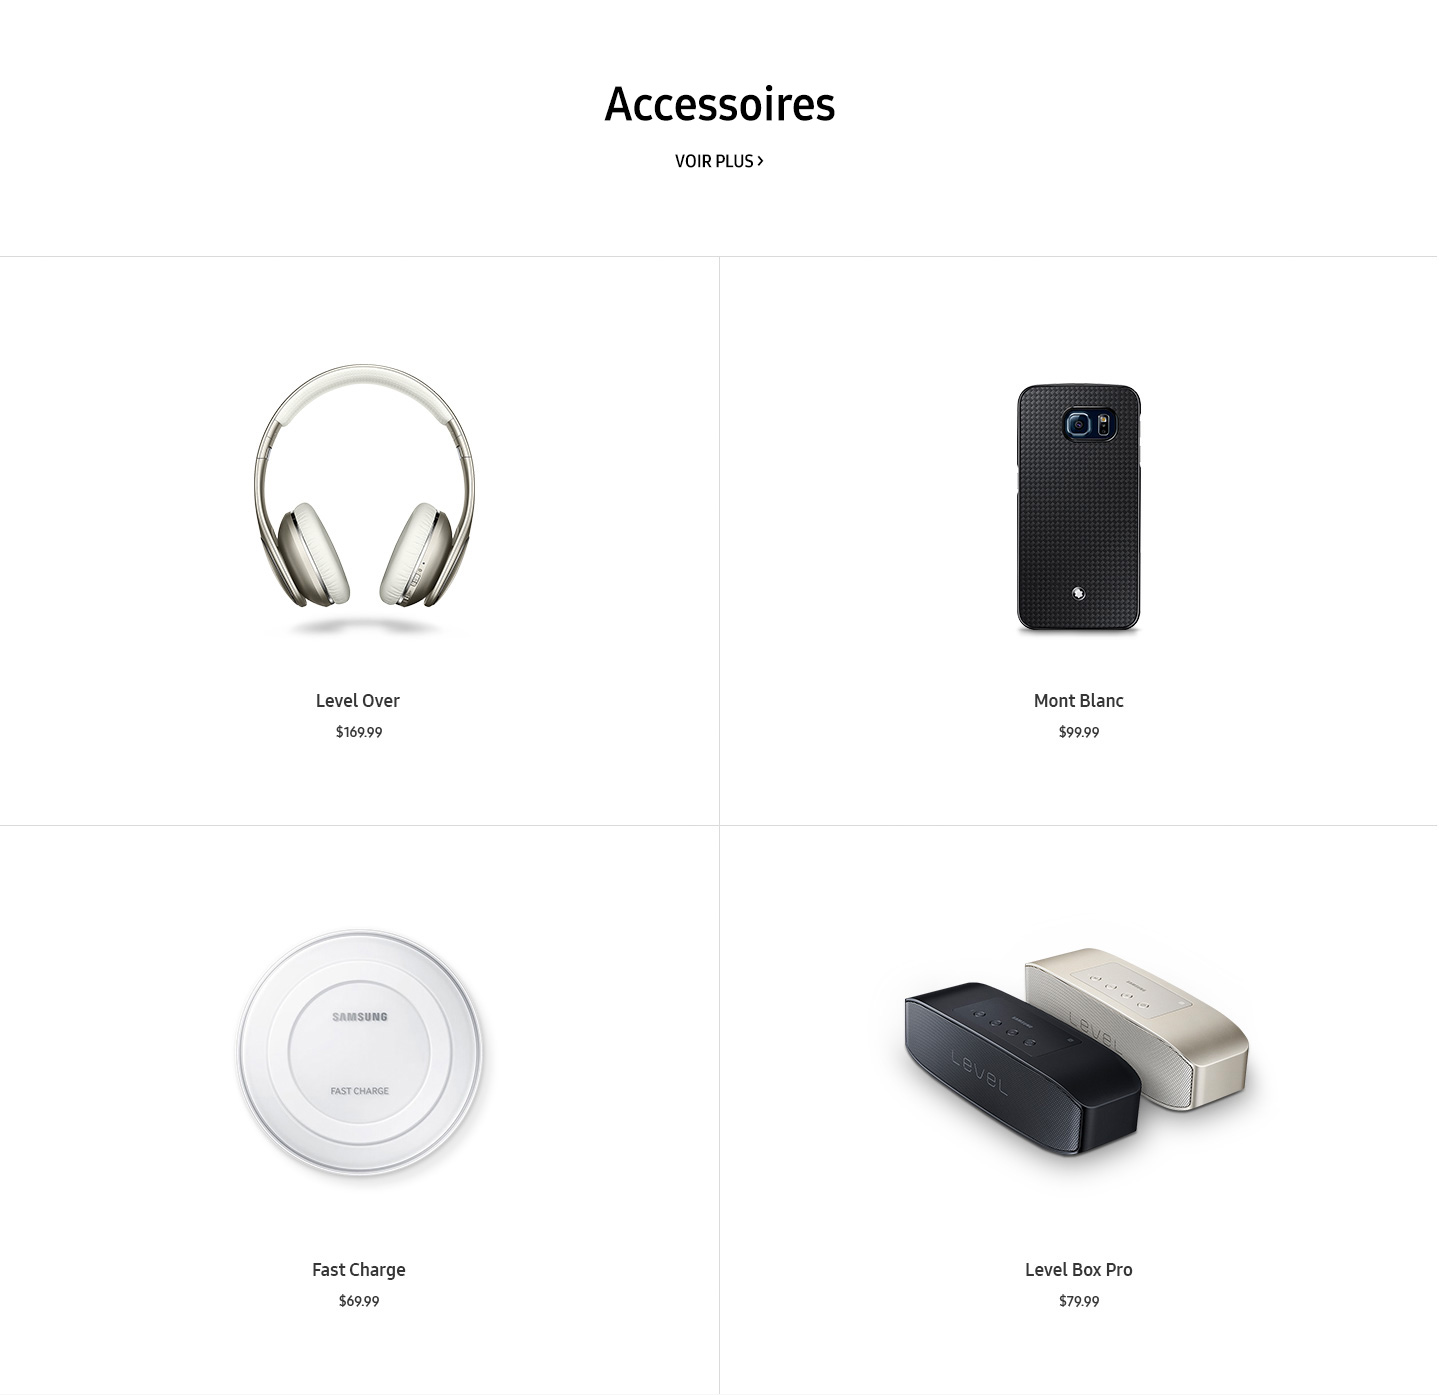 Accessoires
VOIR PLUS >
Level Over
$169.99
Mont Blanc
$99.99
SAMSUNG
FAST CHARGE
Fast Charge
$69.99
LEVEL
LEVEL
Level Box Pro
$79.99